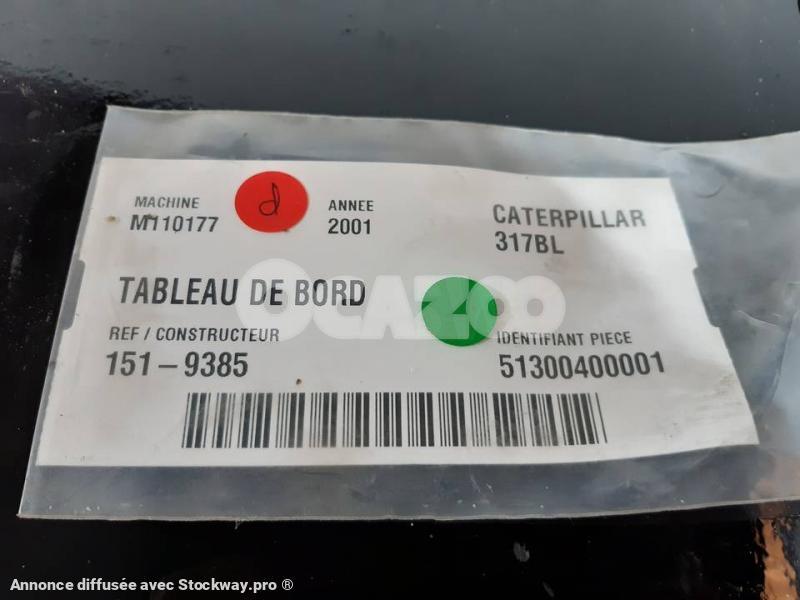 MACHINE
M110177
d
ANNEE
2001
CATERPILLAR
317BL
TABLEAU DE BORD
OCAZOO
REF / CONSTRUCTEUR
151-9385
IDENTIFIANT PIECE
51300400001
Annonce diffusée avec Stockway.pro ®